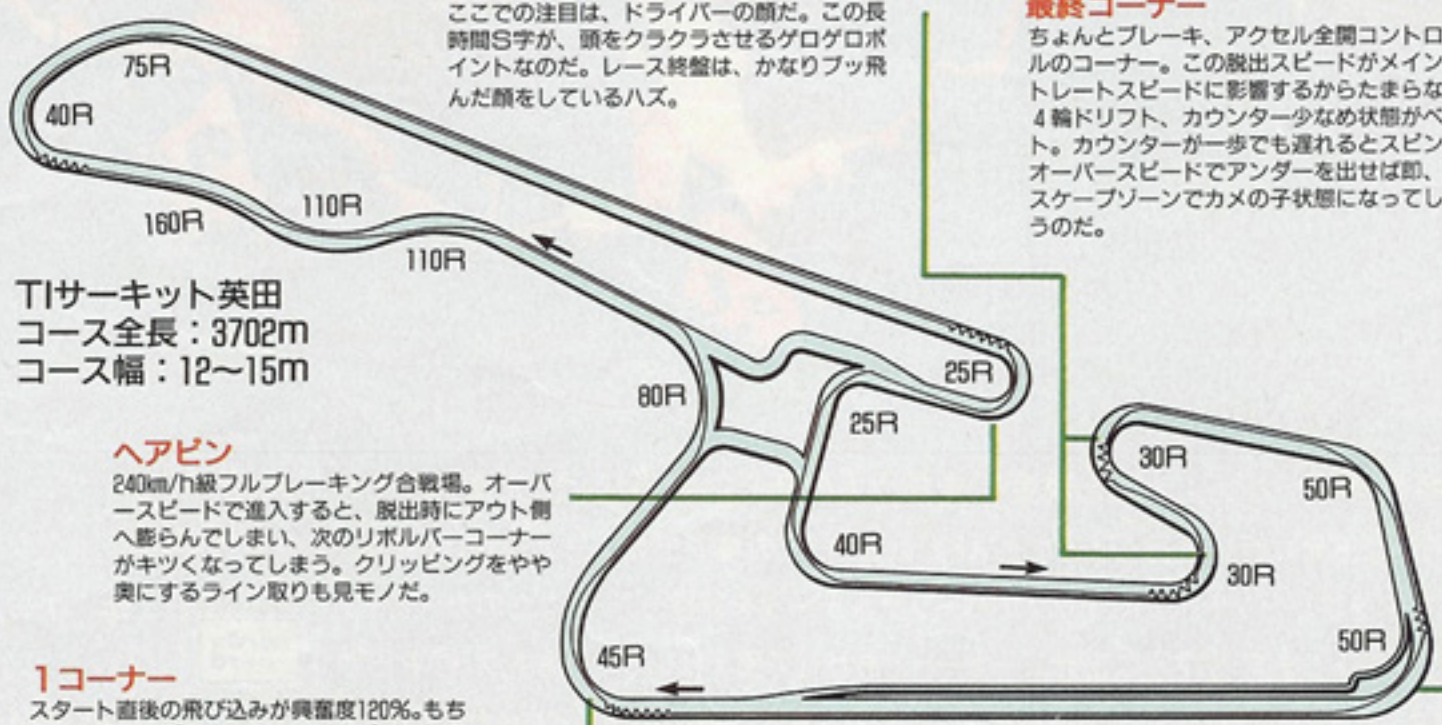 ここでの注目は、ドライバーの顔だ。この長
時間S字が、頭をクラクラさせるゲロゲロポ
イントなのだ。レース終盤は、かなりブッ飛
んだ顔をしているハズ。
最終コーナー
ちょんとブレーキ、アクセル全開コントロ
ルのコーナー。この脱出スピードがメイン
トレートスピードに影響するからたまらな
4輪ドリフト、カウンター少なめ状態がベ
ト。カウンターが一歩でも遅れるとスピン
オーバースピードでアンダーを出せば即、
スケープゾーンでカメの子状態になってし
うのだ。
75R
40R
160R
110R
110R
TIサーキット英田
コース全長：3702m
コース幅：12〜15m
80R
25R
25R
40R
30R
50R
30R
50R
45R
ヘアピン
240km/h級フルブレーキング合戦場。オーバ
ースピードで進入すると、脱出時にアウト側
へ膨らんでしまい、次のリボルバーコーナー
がキツくなってしまう。クリッピングをやや
奥にするライン取りも見モノだ。
1コーナー
スタート直後の飛び込みが興奮度120%。もち